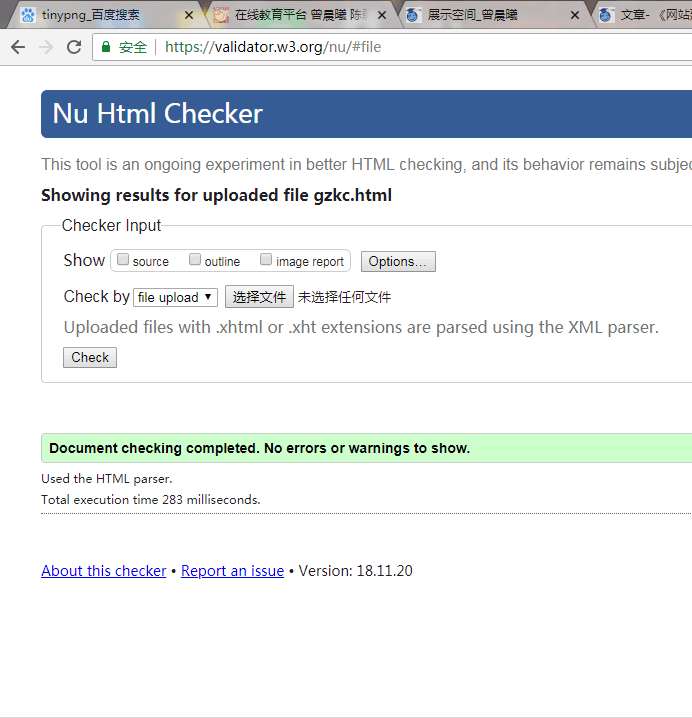 tinypng_百度搜索
在线教育平台 曾晨曦
展示空间_曾晨曦
文章- 《网站
安全 https://validator.w3.org/nu/#file
Nu Html Checker
This tool is an ongoing experiment in better HTML checking, and its behavior remains subjec
Showing results for uploaded file gzkc.html
Checker Input
Show source outline image report Options...
Check by file upload 选择文件 未选择任何文件
Uploaded files with .xhtml or .xht extensions are parsed using the XML parser.
Check
Document checking completed. No errors or warnings to show.
Used the HTML parser.
Total execution time 283 milliseconds.
About this checker • Report an issue • Version: 18.11.20